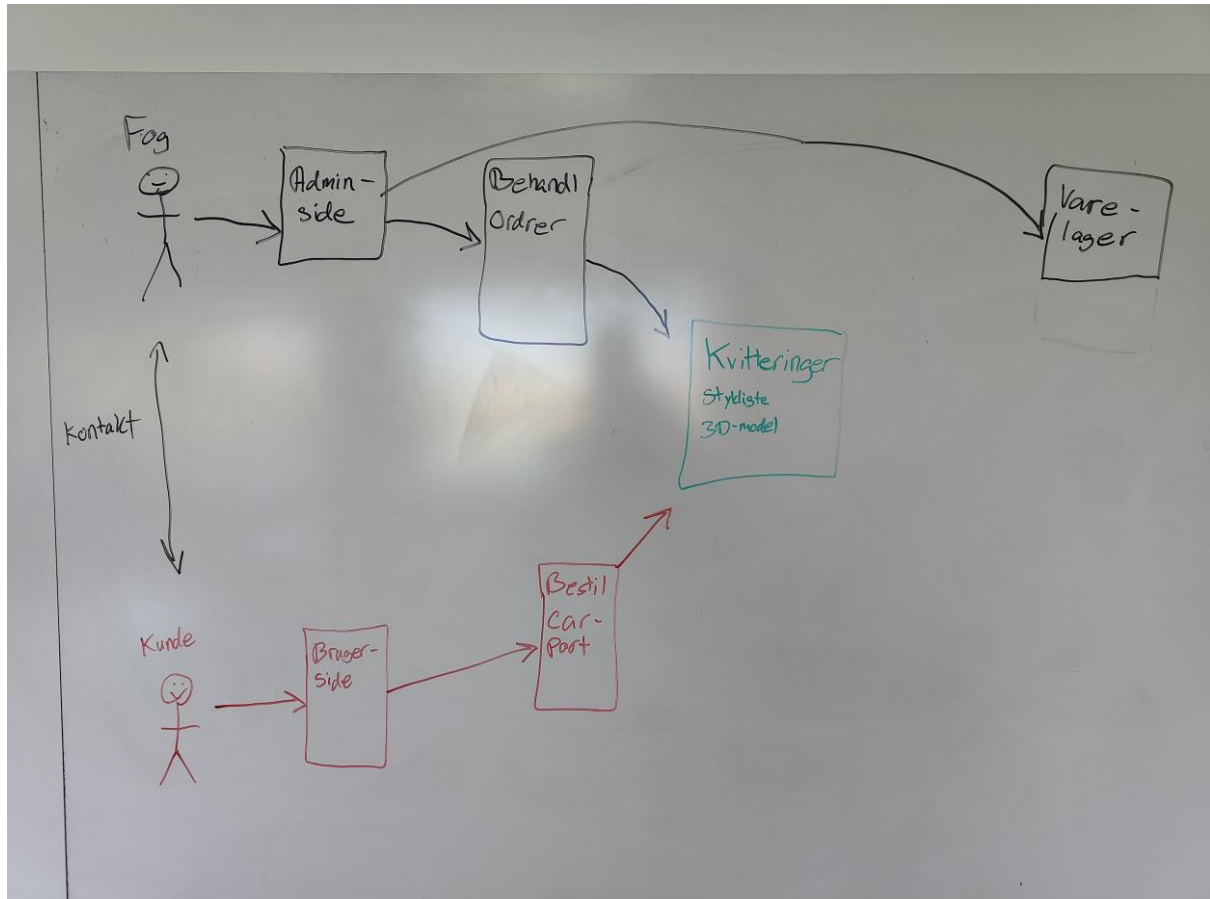 Fog
Admin-
side
Behandl
Ordrer
Vare-
lager
Kvitteringer
Stykliste
3D-model
Kontakt
Kunde
Bruger-
side
Bestil
Car-
port